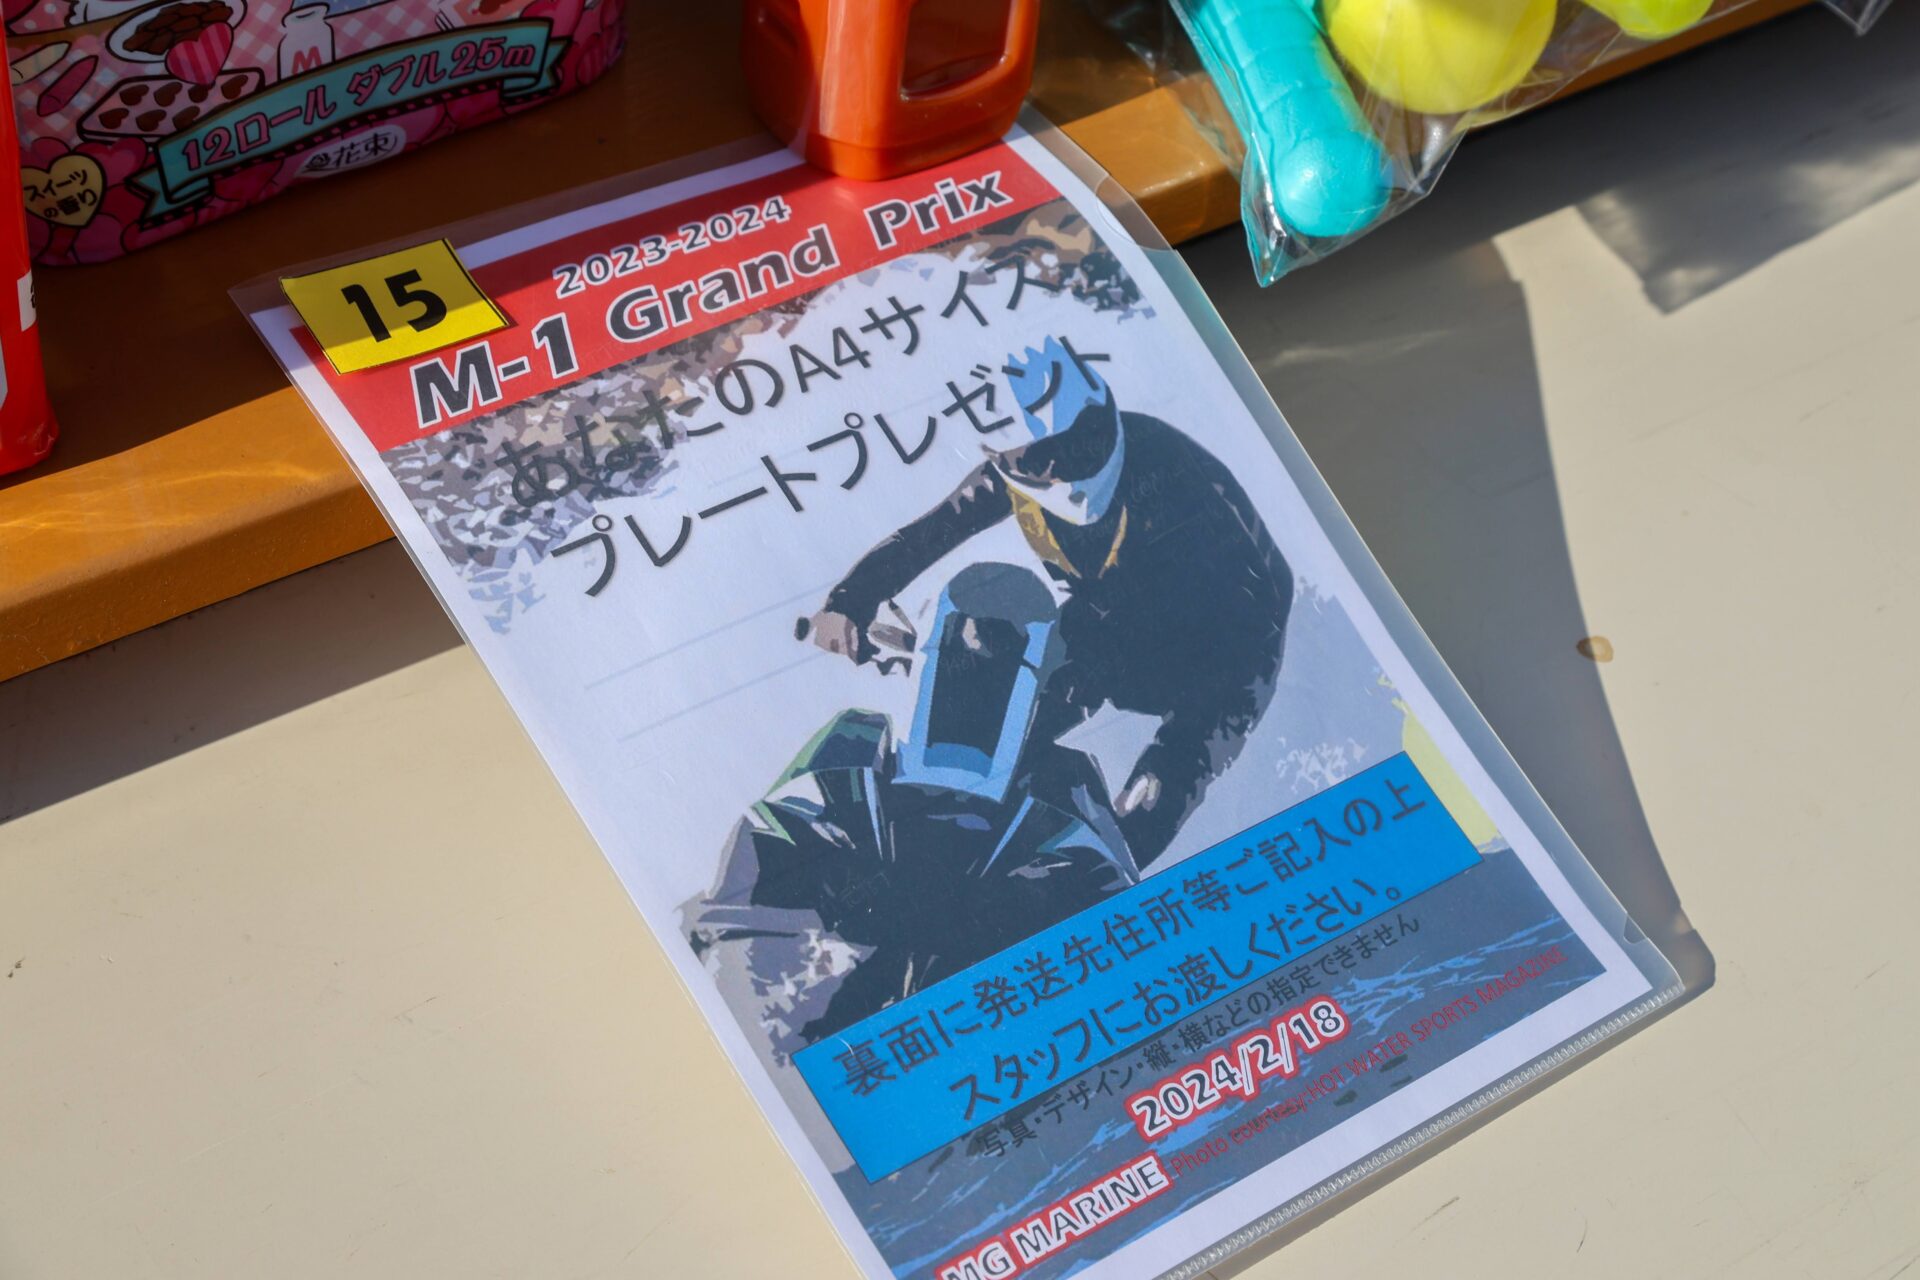 12ロール ダブル25m
花束
スイーツ
の香り
M
15
2023-2024
M-1 Grand Prix
あなたのA4サイズ
プレートプレゼント
裏面に発送先住所等ご記入の上
スタッフにお渡しください。
写真・デザイン・縦・横などの指定できません
2024/2/18
MG MARINE Photo courtesy:HOT WATER SPORTS MAGAZINE